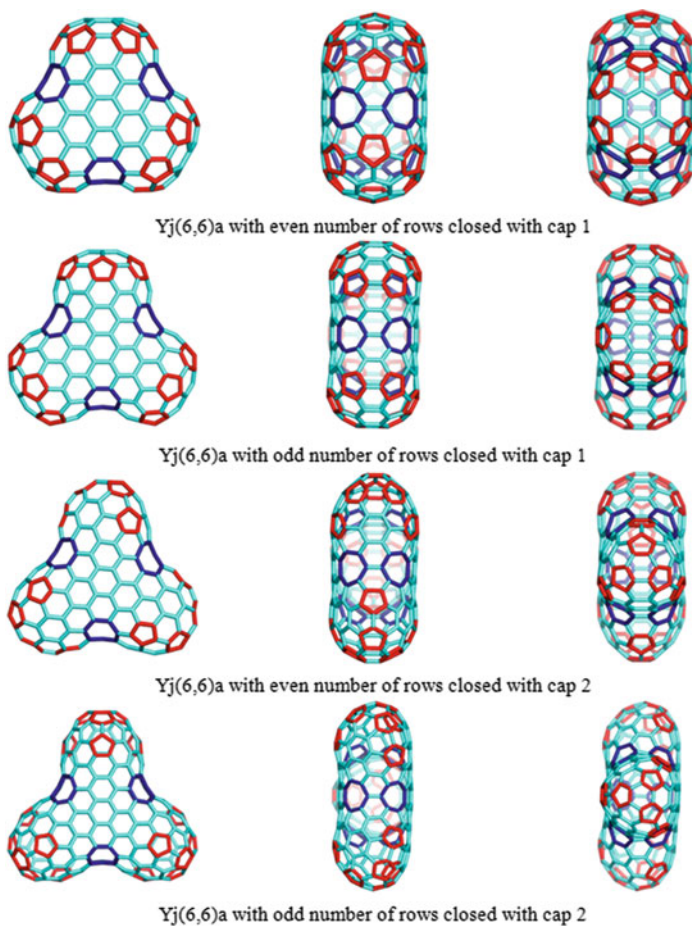 Yj(6,6)a with even number of rows closed with cap 1
Yj(6,6)a with odd number of rows closed with cap 1
Yj(6,6)a with even number of rows closed with cap 2
Yj(6,6)a with odd number of rows closed with cap 2